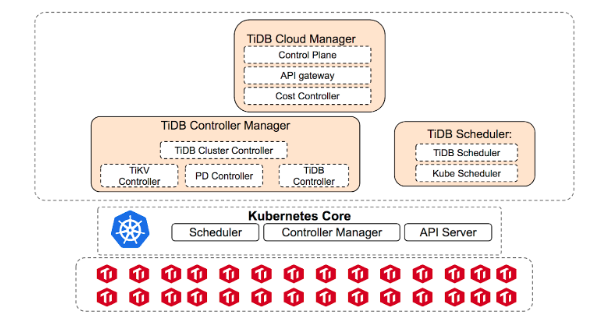 TiDB Cloud Manager
Control Plane
API gateway
Cost Controller
TiDB Controller Manager
TiDB Cluster Controller
TiKV
Controller
PD Controller
TiDB
Controller
TiDB Scheduler:
TiDB Scheduler
Kube Scheduler
Kubernetes Core
Scheduler
Controller Manager
API Server